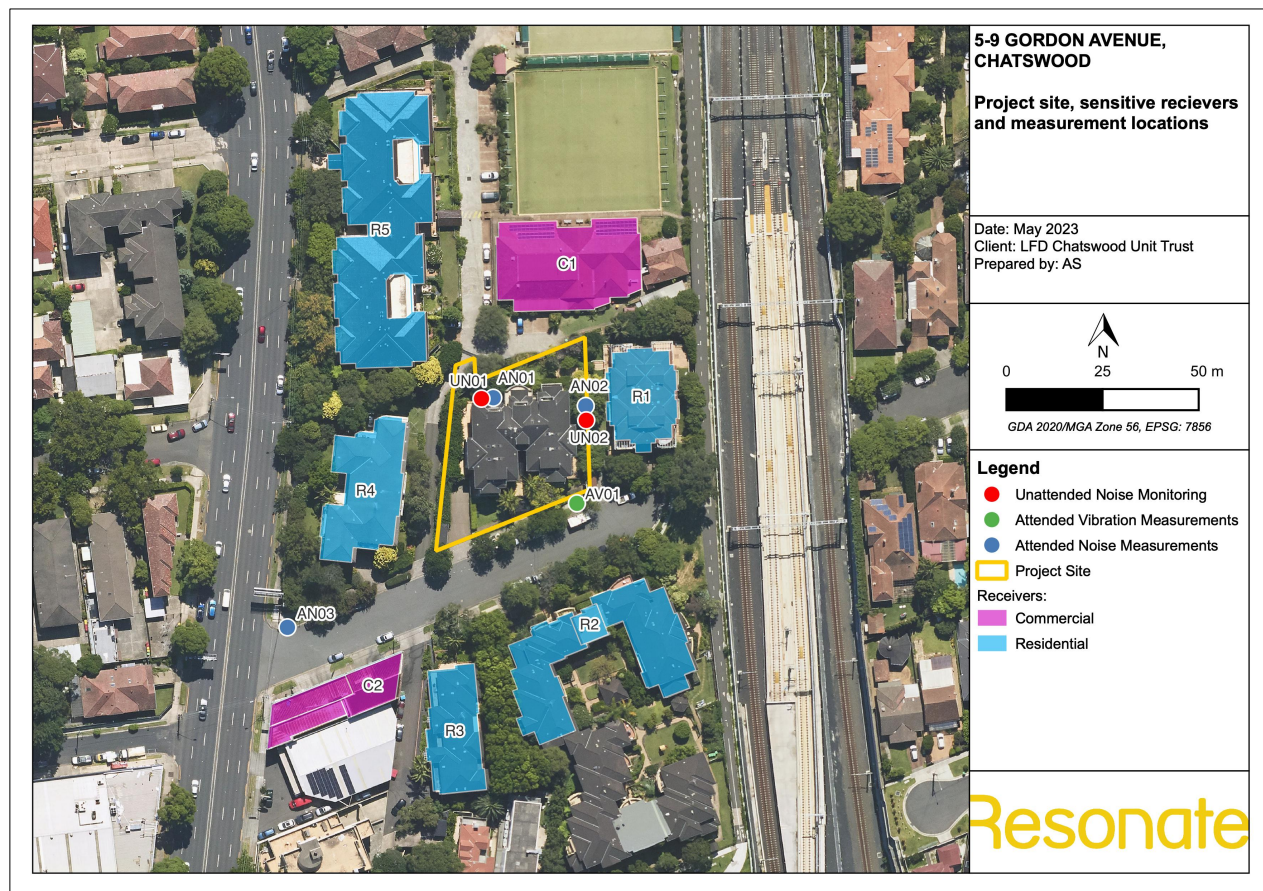 5-9 GORDON AVENUE,
CHATSWOOD
Project site, sensitive recievers
and measurement locations
Date: May 2023
Client: LFD Chatswood Unit Trust
Prepared by: AS
N
0 25 50 m
GDA 2020/MGA Zone 56, EPSG: 7856
Legend
Unattended Noise Monitoring
Attended Vibration Measurements
Attended Noise Measurements
Project Site
Receivers:
Commercial
Residential
Resonate
R5
C1
UN01
AN01
AN02
R1
UN02
R4
AV01
AN03
R2
C2
R3